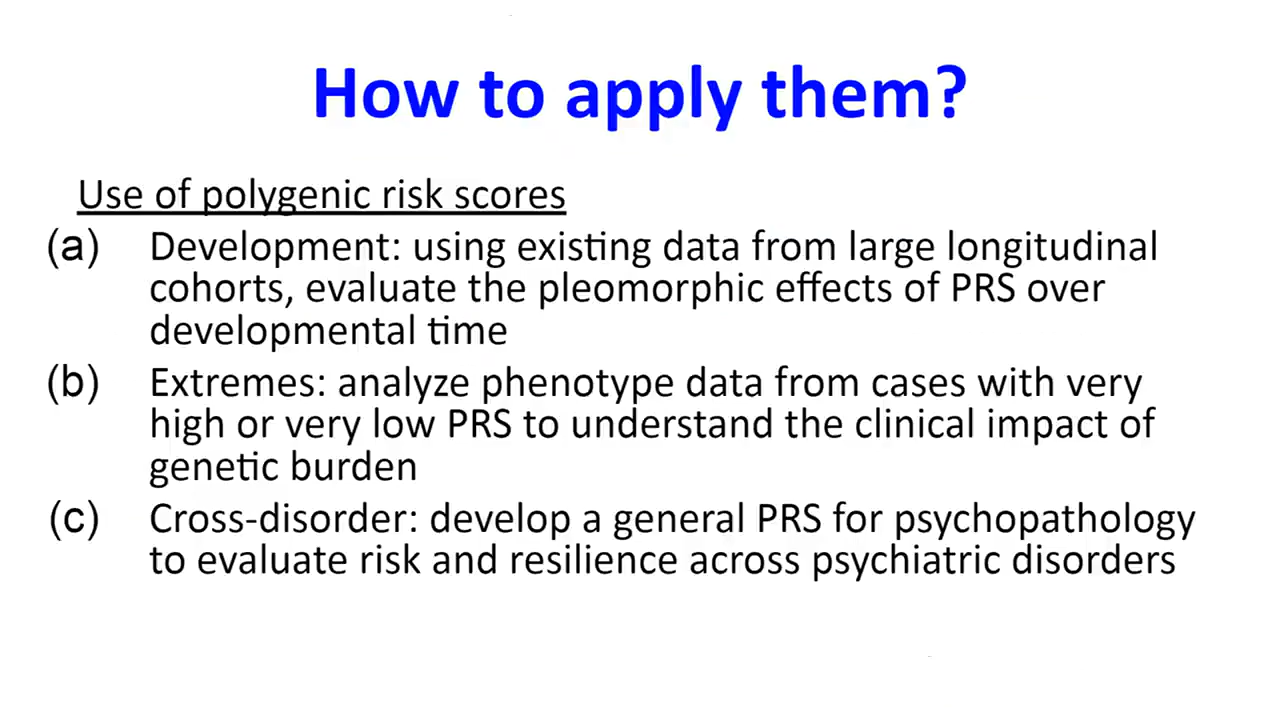 How to apply them?
Use of polygenic risk scores
(a) Development: using existing data from large longitudinal
cohorts, evaluate the pleomorphic effects of PRS over
developmental time
(b) Extremes: analyze phenotype data from cases with very
high or very low PRS to understand the clinical impact of
genetic burden
(c) Cross-disorder: develop a general PRS for psychopathology
to evaluate risk and resilience across psychiatric disorders